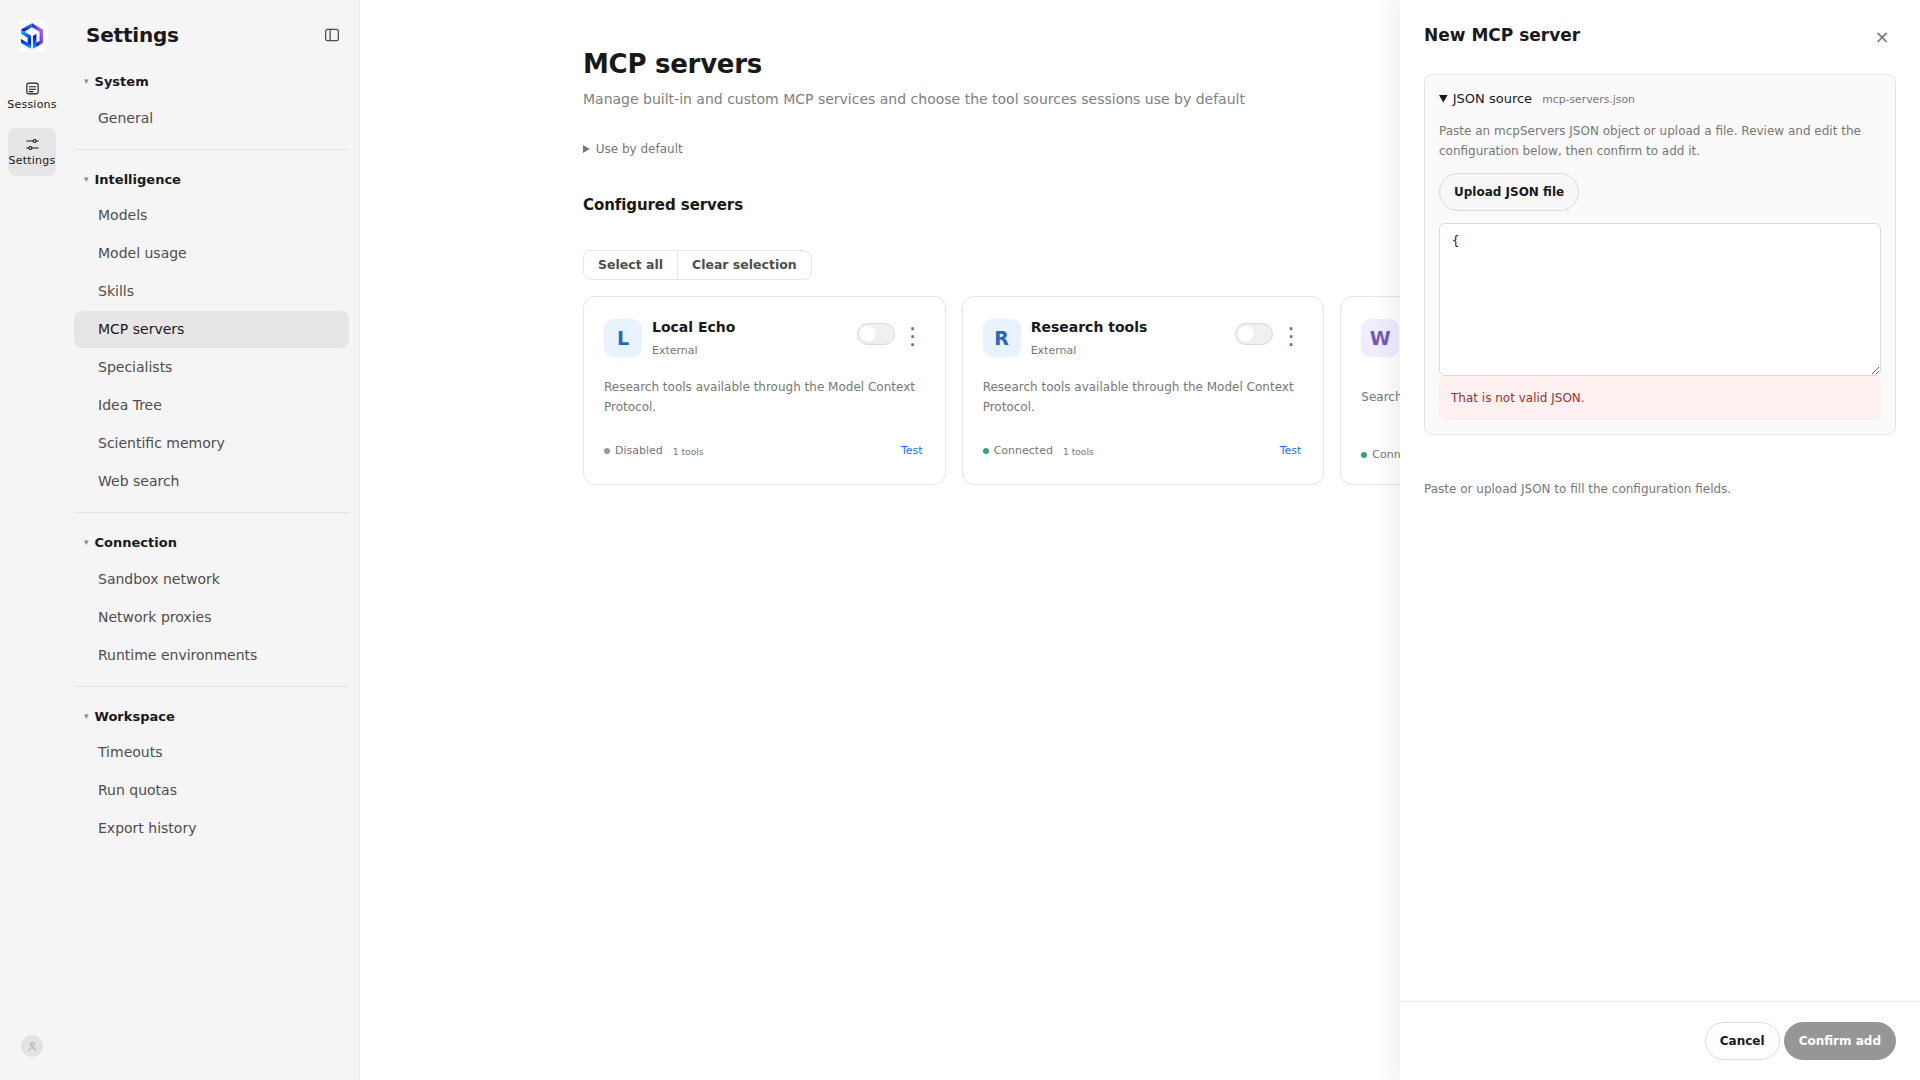 Sessions
Settings
Settings
System
General
Intelligence
Models
Model usage
Skills
MCP servers
Specialists
Idea Tree
Scientific memory
Web search
Connection
Sandbox network
Network proxies
Runtime environments
Workspace
Timeouts
Run quotas
Export history
MCP servers
Manage built-in and custom MCP services and choose the tool sources sessions use by default
Use by default
Configured servers
Select all
Clear selection
L
Local Echo
External
Research tools available through the Model Context
Protocol.
Disabled 1 tools
Test
R
Research tools
External
Research tools available through the Model Context
Protocol.
Connected 1 tools
Test
W
Search
Conn
New MCP server
JSON source mcp-servers.json
Paste an mcpServers JSON object or upload a file. Review and edit the
configuration below, then confirm to add it.
Upload JSON file
{
That is not valid JSON.
Paste or upload JSON to fill the configuration fields.
Cancel
Confirm add